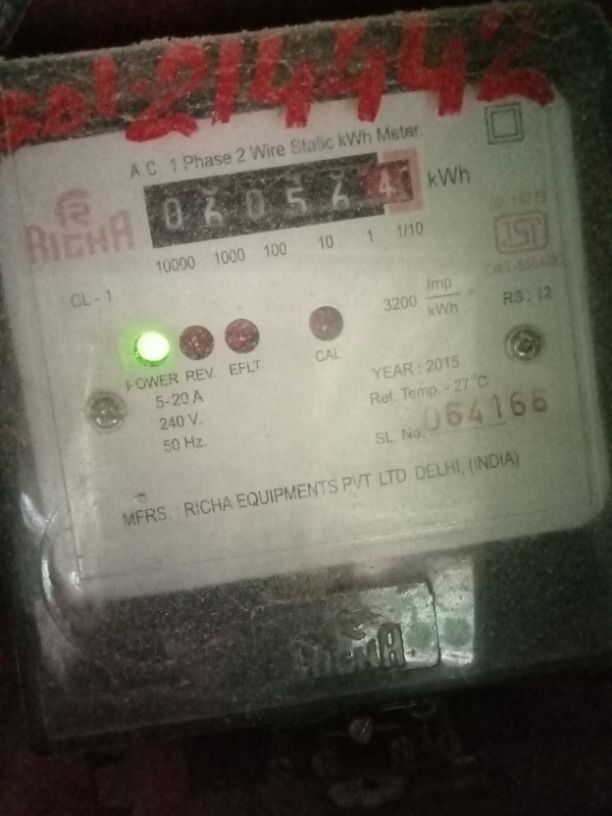 214442
A.C. 1 Phase 2 Wire Static kWh Meter
RICHA
060564 kWh
10000 1000 100 10 1 1/10
ISI
CL - 1
3200 Imp/kWh
RS : 12
POWER REV. EFLT CAL
5-20 A
240 V.
50 Hz.
YEAR : 2015
Ref. Temp. - 27°C
SL. No. 064166
MFRS. : RICHA EQUIPMENTS PVT LTD. DELHI, (INDIA)
RICHA